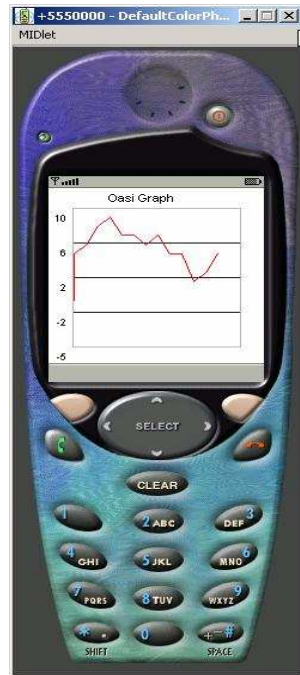 +5550000 - DefaultColorPh...
MIDlet
Oasi Graph
10
6
2
-2
-5
SELECT
CLEAR
1
2 ABC
DEF 3
4 GHI
5 JKL
MNO 6
7 PQRS
8 TUV
WXYZ 9
* .
0
+-#
SHIFT
SPACE